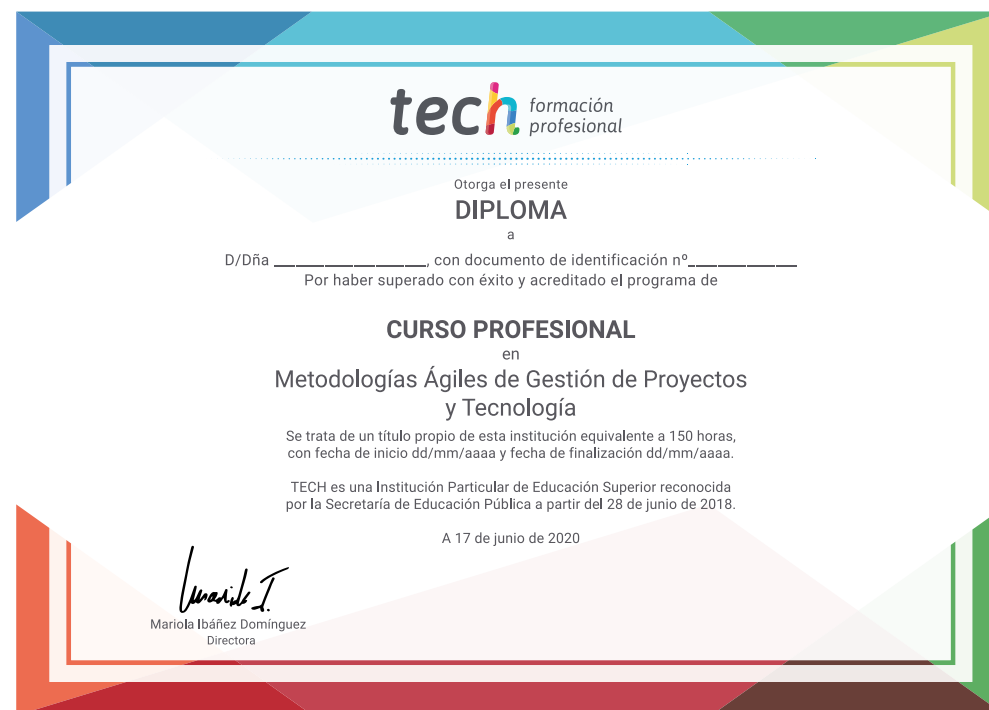 tech formación
profesional
Otorga el presente
DIPLOMA
a
D/Dña ____________________, con documento de identificación nº______________
Por haber superado con éxito y acreditado el programa de
CURSO PROFESIONAL
en
Metodologías Ágiles de Gestión de Proyectos
y Tecnología
Se trata de un título propio de esta institución equivalente a 150 horas,
con fecha de inicio dd/mm/aaaa y fecha de finalización dd/mm/aaaa.
TECH es una Institución Particular de Educación Superior reconocida
por la Secretaría de Educación Pública a partir del 28 de junio de 2018.
A 17 de junio de 2020
Mariola Ibáñez Domínguez
Directora